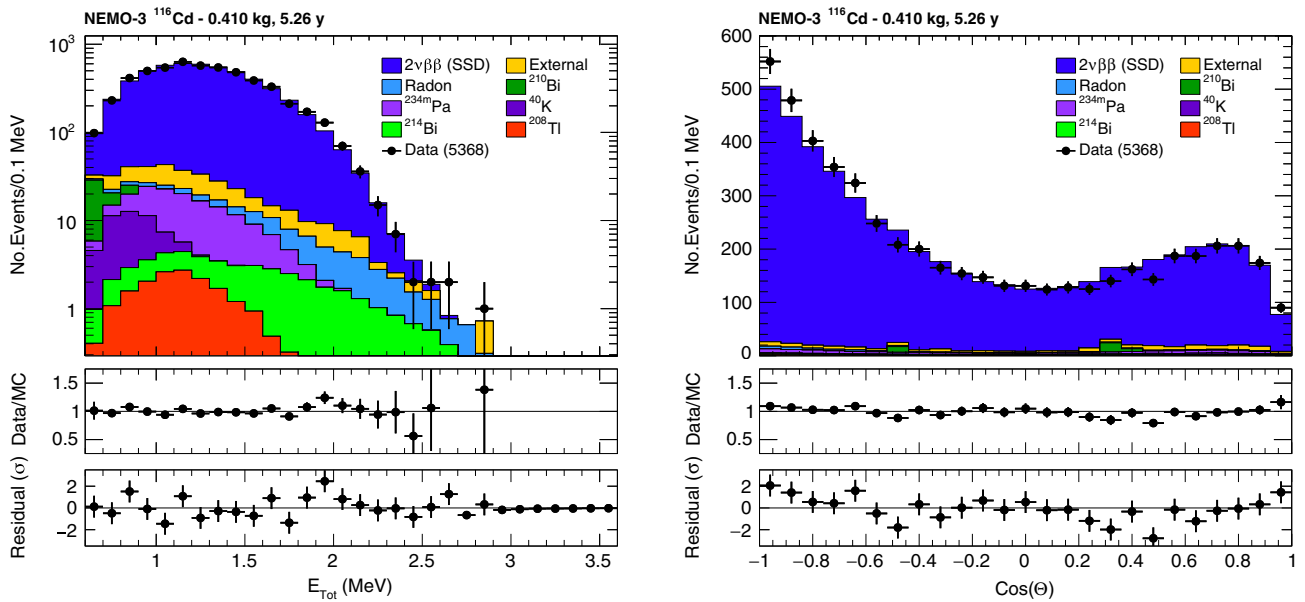 NEMO-3 ¹¹⁶Cd - 0.410 kg, 5.26 y
No.Events/0.1 MeV
10³
10²
10
1
2νββ (SSD)
External
Radon
²¹⁰Bi
²³⁴ᵐPa
⁴⁰K
²¹⁴Bi
²⁰⁸Tl
Data (5368)
Data/MC
1.5
1
0.5
Residual (σ)
2
0
−2
1 1.5 2 2.5 3 3.5
E_Tot (MeV)
NEMO-3 ¹¹⁶Cd - 0.410 kg, 5.26 y
No.Events/0.1 MeV
600
500
400
300
200
100
0
2νββ (SSD)
External
Radon
²¹⁰Bi
²³⁴ᵐPa
⁴⁰K
²¹⁴Bi
²⁰⁸Tl
Data (5368)
Data/MC
1.5
1
0.5
Residual (σ)
2
0
−2
−1 −0.8 −0.6 −0.4 −0.2 0 0.2 0.4 0.6 0.8 1
Cos(Θ)